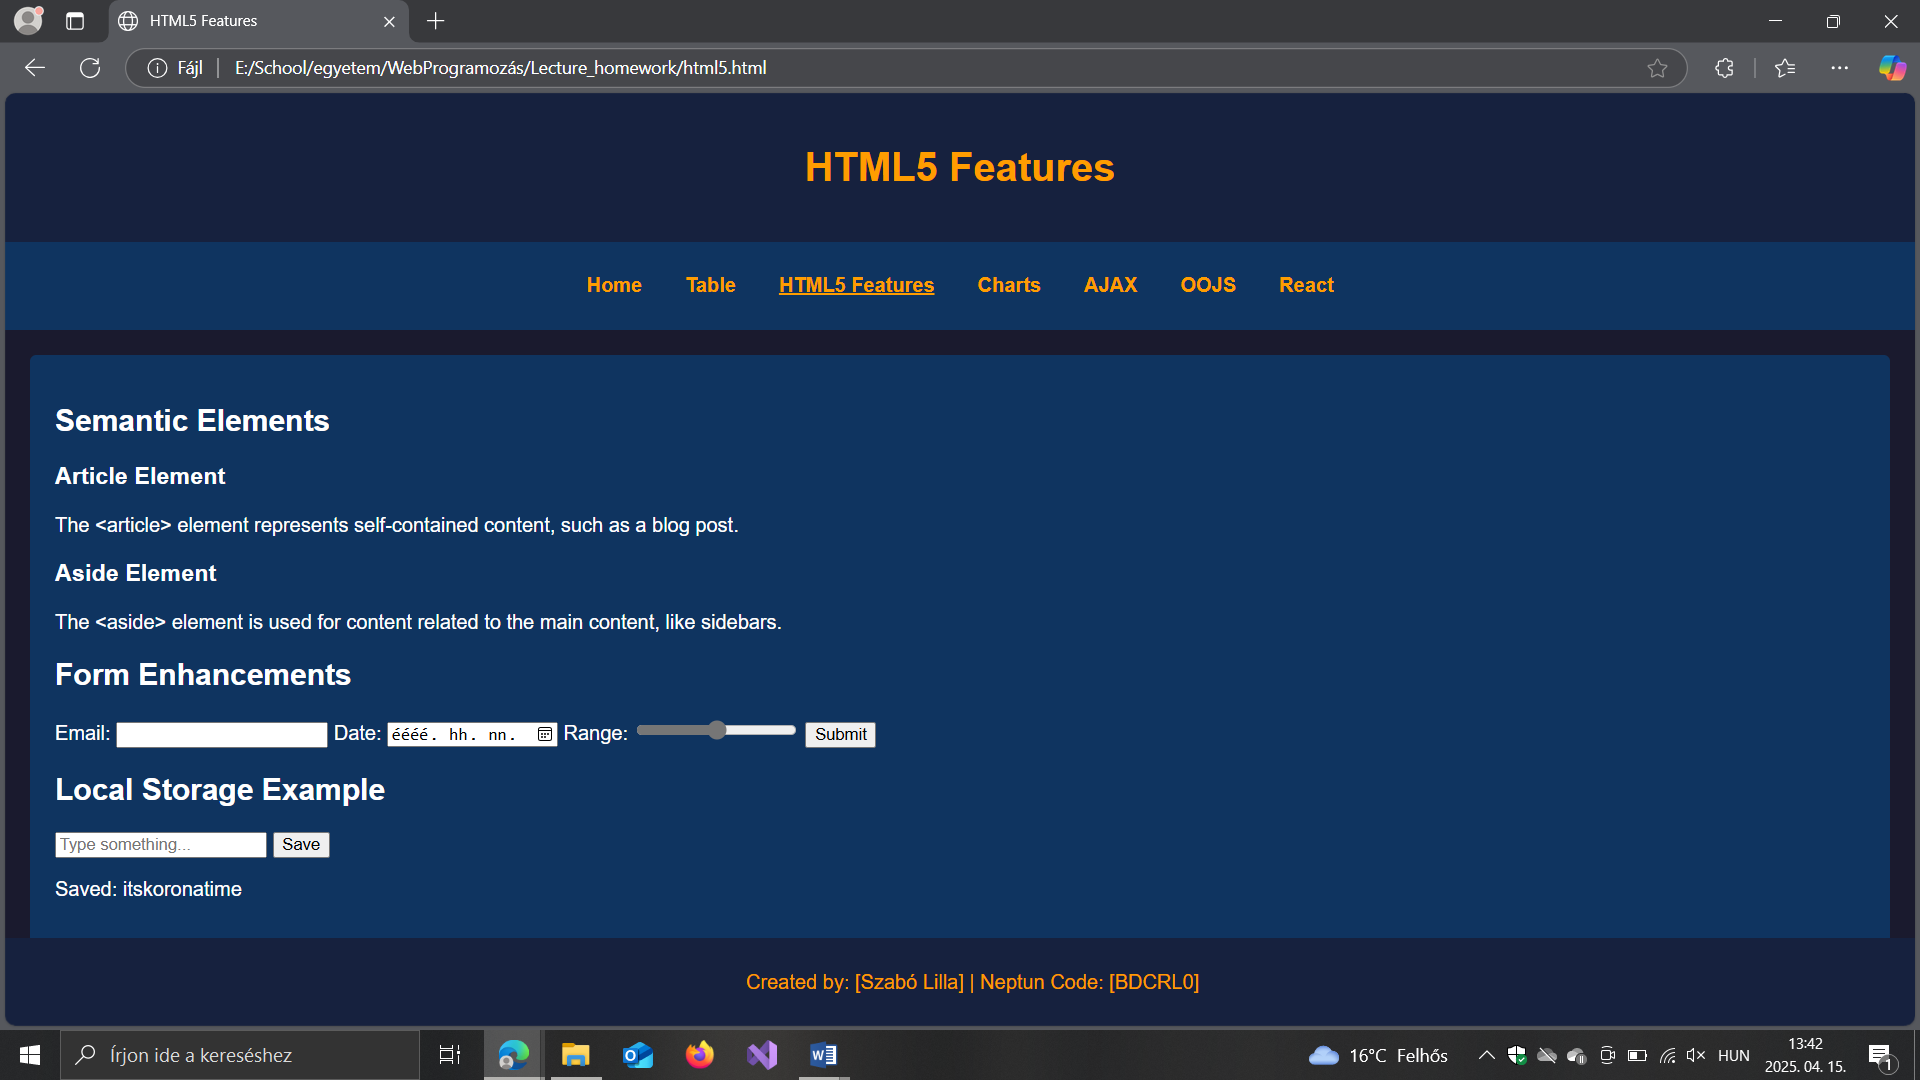 HTML5 Features
Fájl
E:/School/egyetem/WebProgramozás/Lecture_homework/html5.html
HTML5 Features
Home Table HTML5 Features Charts AJAX OOJS React
Semantic Elements
Article Element
The <article> element represents self-contained content, such as a blog post.
Aside Element
The <aside> element is used for content related to the main content, like sidebars.
Form Enhancements
Email: Date: éééé. hh. nn. Range: Submit
Local Storage Example
Type something... Save
Saved: itskoronatime
Created by: [Szabó Lilla] | Neptun Code: [BDCRL0]
Írjon ide a kereséshez
16°C Felhős
HUN
13:42
2025. 04. 15.
1